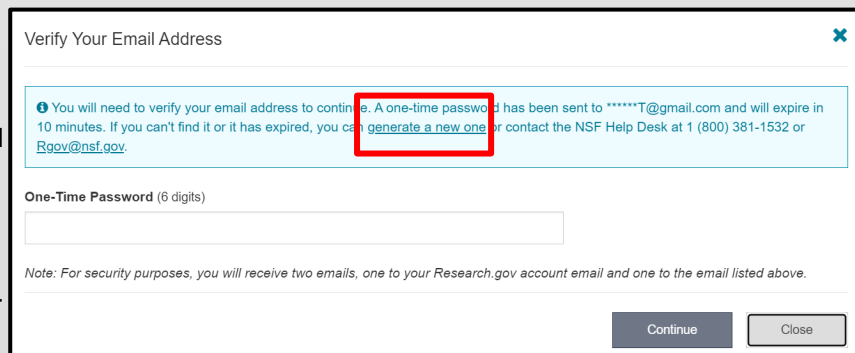 Verify Your Email Address
You will need to verify your email address to continue. A one-time password has been sent to ******T@gmail.com and will expire in
10 minutes. If you can't find it or it has expired, you can generate a new one or contact the NSF Help Desk at 1 (800) 381-1532 or
Rgov@nsf.gov.
One-Time Password (6 digits)
Note: For security purposes, you will receive two emails, one to your Research.gov account email and one to the email listed above.
Continue Close